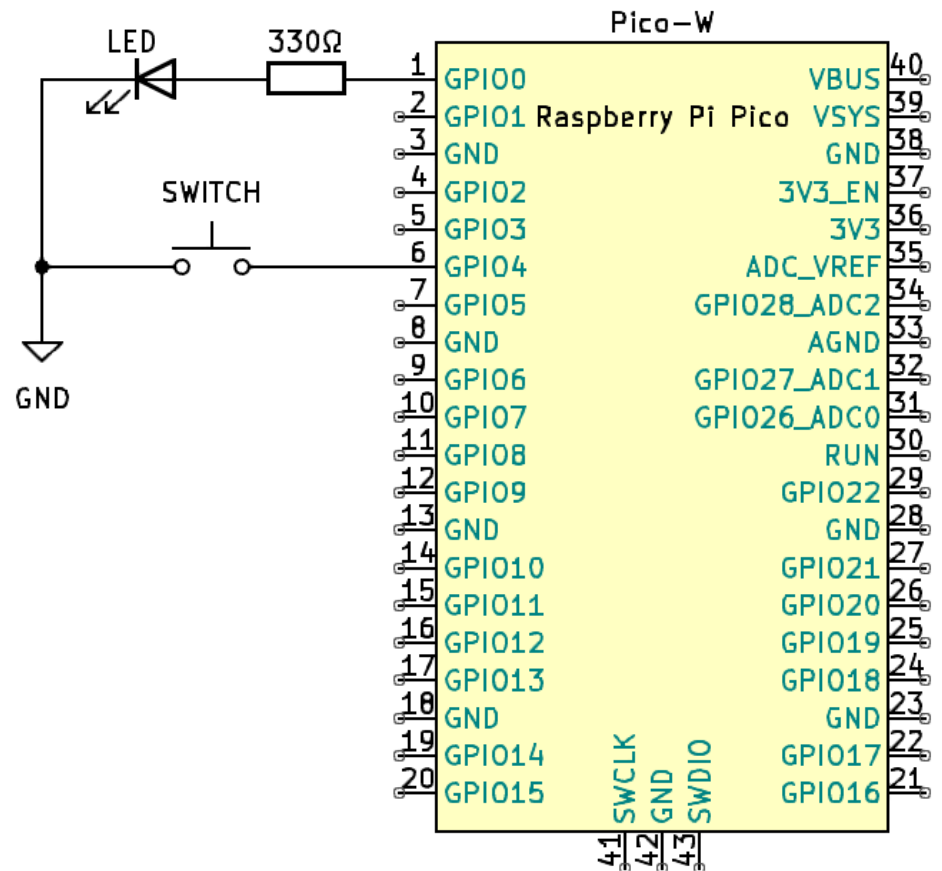 Pico-W
LED 330Ω
1 GPIO0 VBUS 40
2 GPIO1 Raspberry Pi Pico VSYS 39
3 GND GND 38
4 GPIO2 3V3_EN 37
SWITCH
5 GPIO3 3V3 36
6 GPIO4 ADC_VREF 35
7 GPIO5 GPIO28_ADC2 34
8 GND AGND 33
9 GPIO6 GPIO27_ADC1 32
GND
10 GPIO7 GPIO26_ADC0 31
11 GPIO8 RUN 30
12 GPIO9 GPIO22 29
13 GND GND 28
14 GPIO10 GPIO21 27
15 GPIO11 GPIO20 26
16 GPIO12 GPIO19 25
17 GPIO13 GPIO18 24
18 GND GND 23
19 GPIO14 GPIO17 22
20 GPIO15 GPIO16 21
SWCLK
GND
SWDIO
41
42
43